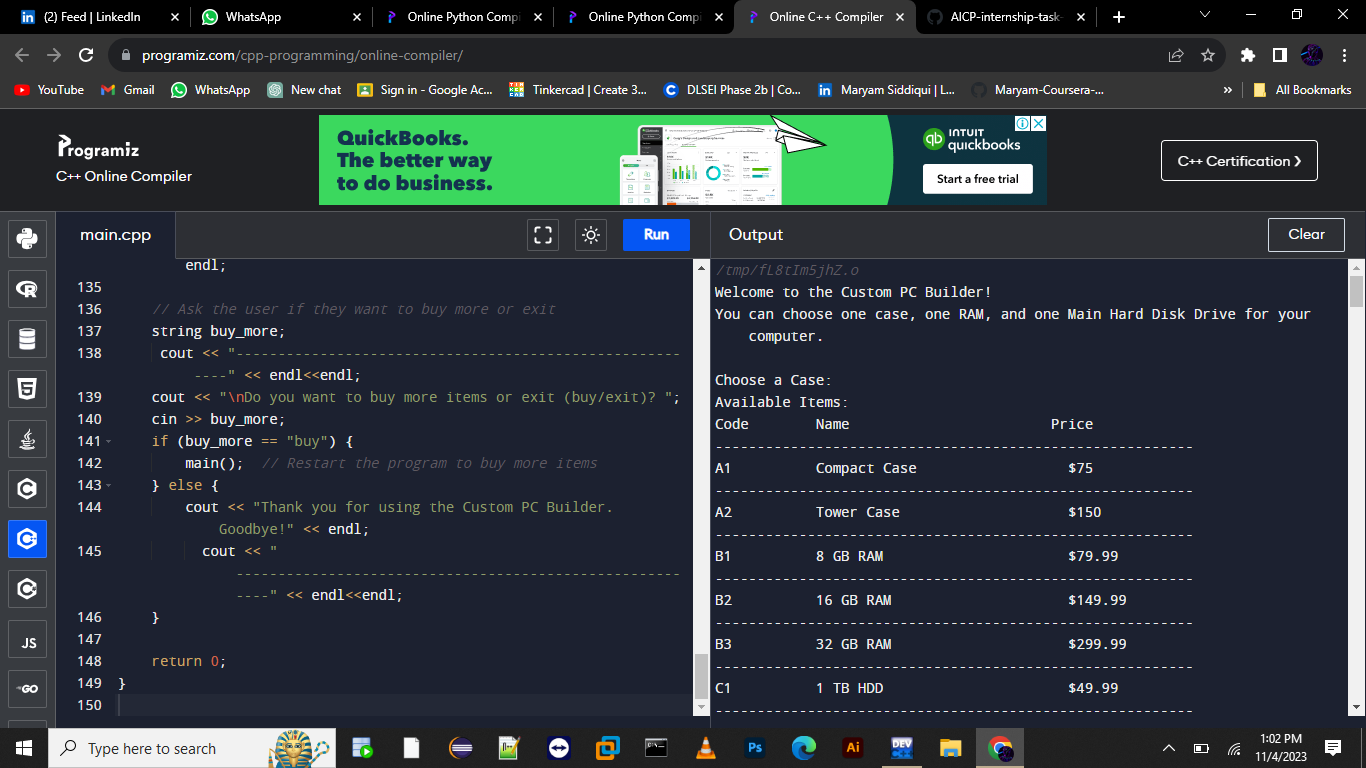 (2) Feed | LinkedIn
WhatsApp
Online Python Compi
Online Python Compi
Online C++ Compiler
AICP-internship-task-
programiz.com/cpp-programming/online-compiler/
YouTube
Gmail
WhatsApp
New chat
Sign in - Google Ac...
Tinkercad | Create 3...
DLSEI Phase 2b | Co...
Maryam Siddiqui | L...
Maryam-Coursera-...
»
All Bookmarks
Programiz
C++ Online Compiler
QuickBooks.
The better way
to do business.
INTUIT
quickbooks
Start a free trial
C++ Certification ❯
main.cpp
Run
Output
Clear
endl;
135
136 // Ask the user if they want to buy more or exit
137 string buy_more;
138 cout << "-----------------------------------------------------
----" << endl<<endl;
139 cout << "\nDo you want to buy more items or exit (buy/exit)? ";
140 cin >> buy_more;
141 if (buy_more == "buy") {
142 main();  // Restart the program to buy more items
143 } else {
144 cout << "Thank you for using the Custom PC Builder.
Goodbye!" << endl;
145 cout << "
-----------------------------------------------------
----" << endl<<endl;
146 }
147
148 return 0;
149 }
150
/tmp/fL8tIm5jhZ.o
Welcome to the Custom PC Builder!
You can choose one case, one RAM, and one Main Hard Disk Drive for your
computer.
Choose a Case:
Available Items:
Code Name Price
---------------------------------------------------------
A1 Compact Case $75
---------------------------------------------------------
A2 Tower Case $150
---------------------------------------------------------
B1 8 GB RAM $79.99
---------------------------------------------------------
B2 16 GB RAM $149.99
---------------------------------------------------------
B3 32 GB RAM $299.99
---------------------------------------------------------
C1 1 TB HDD $49.99
---------------------------------------------------------
JS
GO
Type here to search
Ps
Ai
DEV
1:02 PM
11/4/2023